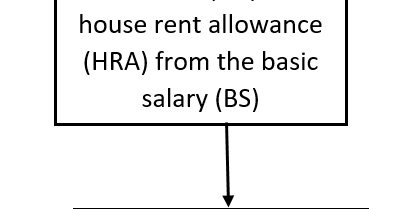 house rent allowance
(HRA) from the basic
salary (BS)